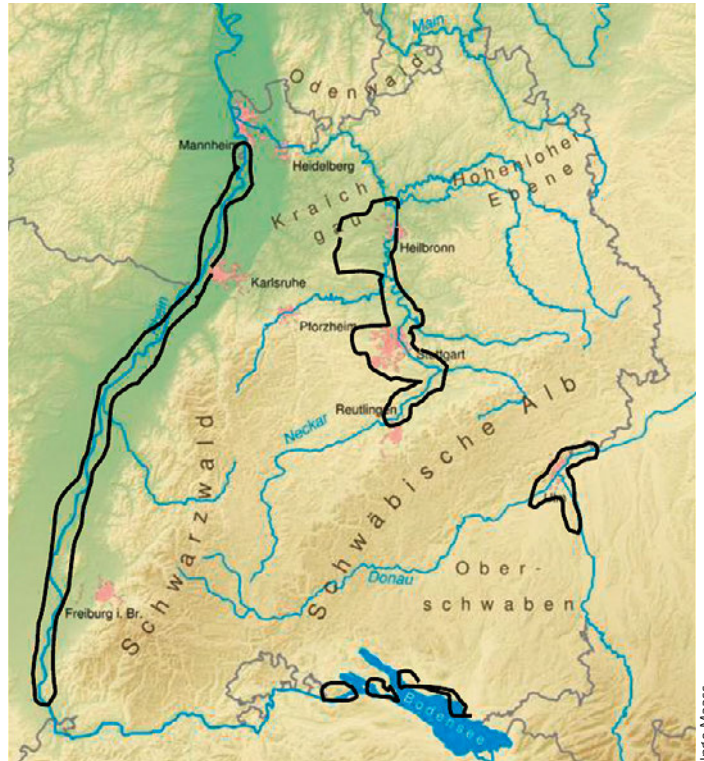 Main
Odenwald
Mannheim
Heidelberg
Hohenloher
Ebene
Kraich
gau
Heilbronn
Karlsruhe
Rhein
Pforzheim
Stuttgart
Reutlingen
Neckar
Schwäbische Alb
Schwarzwald
Donau
Ober-
schwaben
Freiburg i. Br.
Bodensee